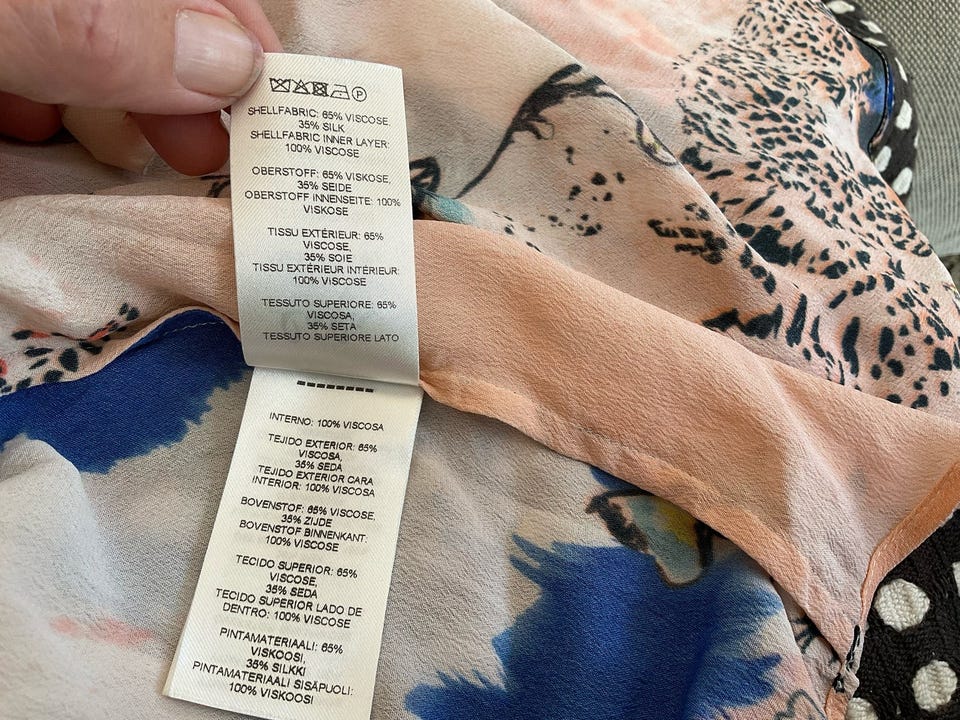 P
SHELLFABRIC: 65% VISCOSE,
35% SILK
SHELLFABRIC INNER LAYER:
100% VISCOSE
OBERSTOFF: 65% VISKOSE,
35% SEIDE
OBERSTOFF INNENSEITE: 100%
VISKOSE
TISSU EXTÉRIEUR: 65%
VISCOSE,
35% SOIE
TISSU EXTÉRIEUR INTÉRIEUR:
100% VISCOSE
TESSUTO SUPERIORE: 65%
VISCOSA,
35% SETA
TESSUTO SUPERIORE LATO
INTERNO: 100% VISCOSA
TEJIDO EXTERIOR: 65%
VISCOSA,
35% SEDA
TEJIDO EXTERIOR CARA
INTERIOR: 100% VISCOSA
BOVENSTOF: 65% VISCOSE,
35% ZIJDE
BOVENSTOF BINNENKANT:
100% VISCOSE
TECIDO SUPERIOR: 65%
VISCOSE,
35% SEDA
TECIDO SUPERIOR LADO DE
DENTRO: 100% VISCOSE
PINTAMATERIAALI: 65%
VISKOOSI,
35% SILKKI
PINTAMATERIAALI SISÄPUOLI:
100% VISKOOSI